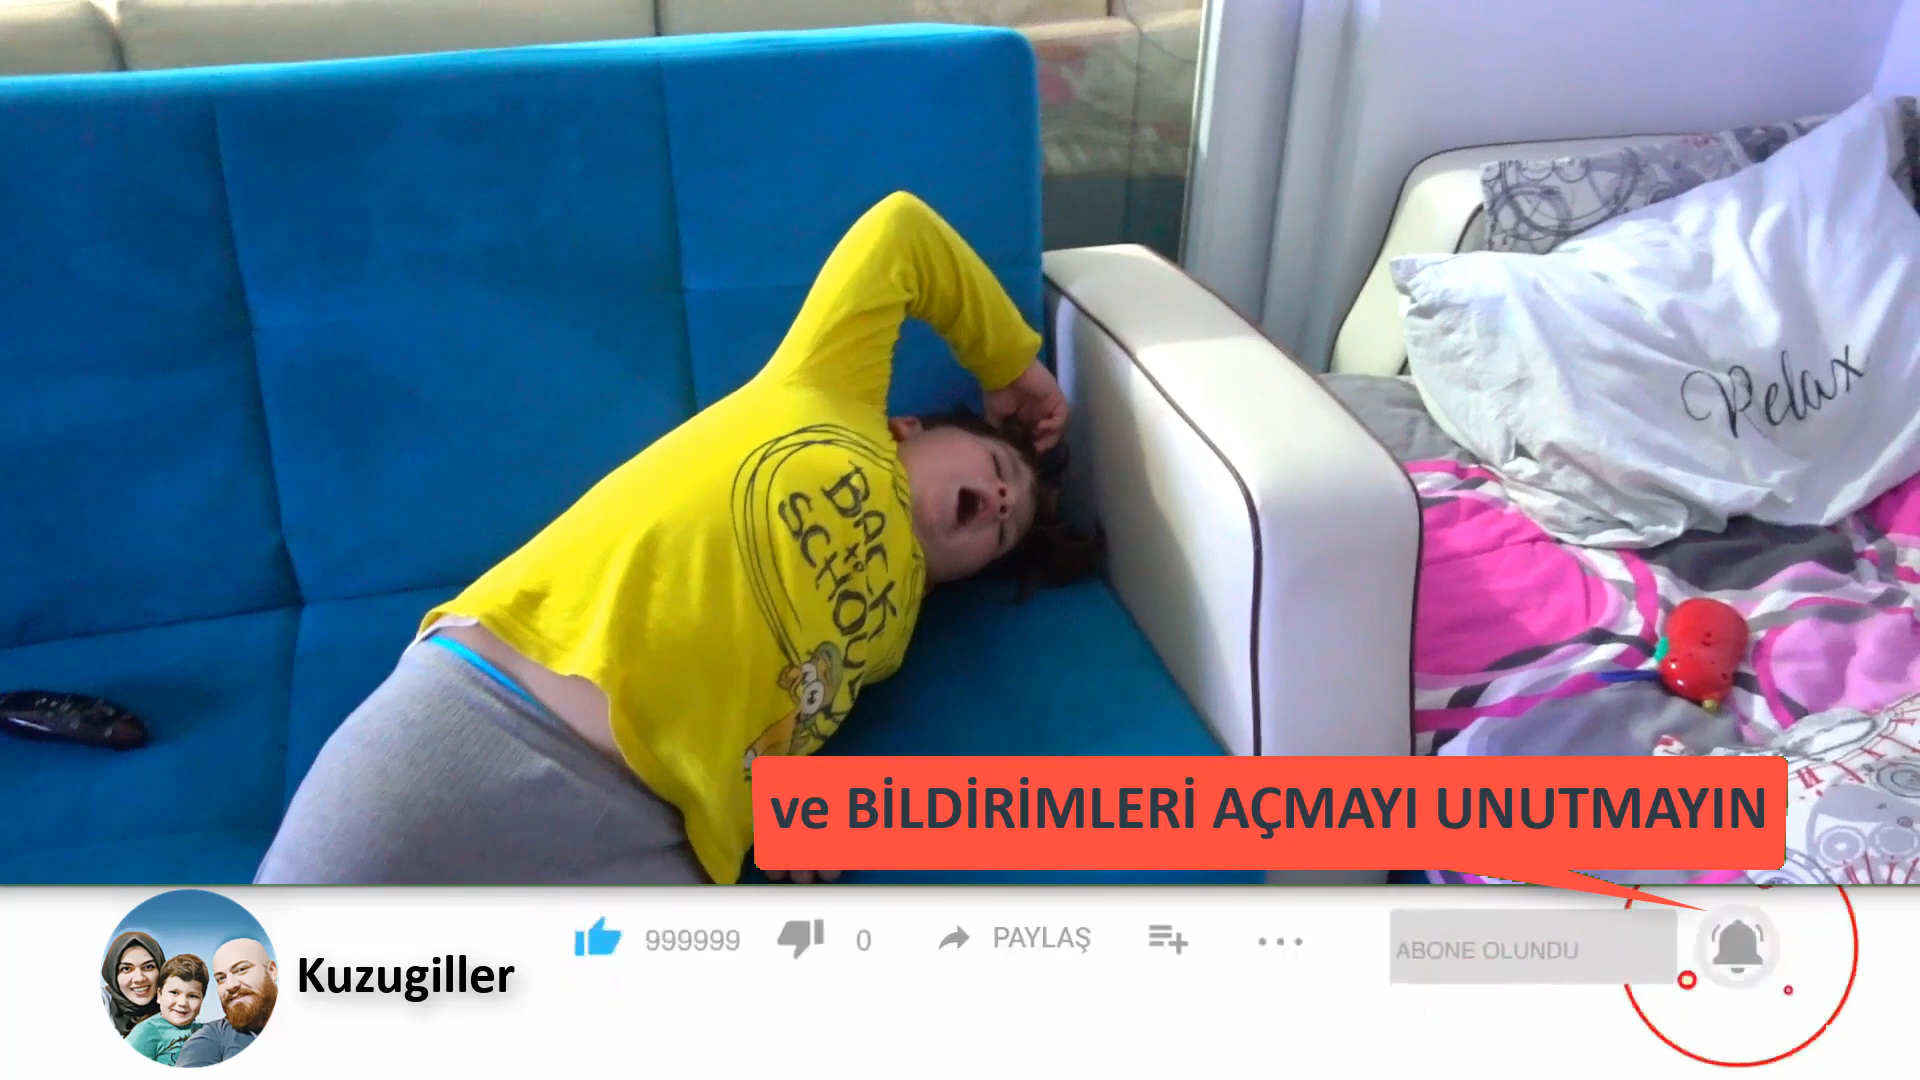 Relax
BACK
TO
SCHOOL
ve BİLDİRİMLERİ AÇMAYI UNUTMAYIN
Kuzugiller
999999
0
PAYLAŞ
ABONE OLUNDU